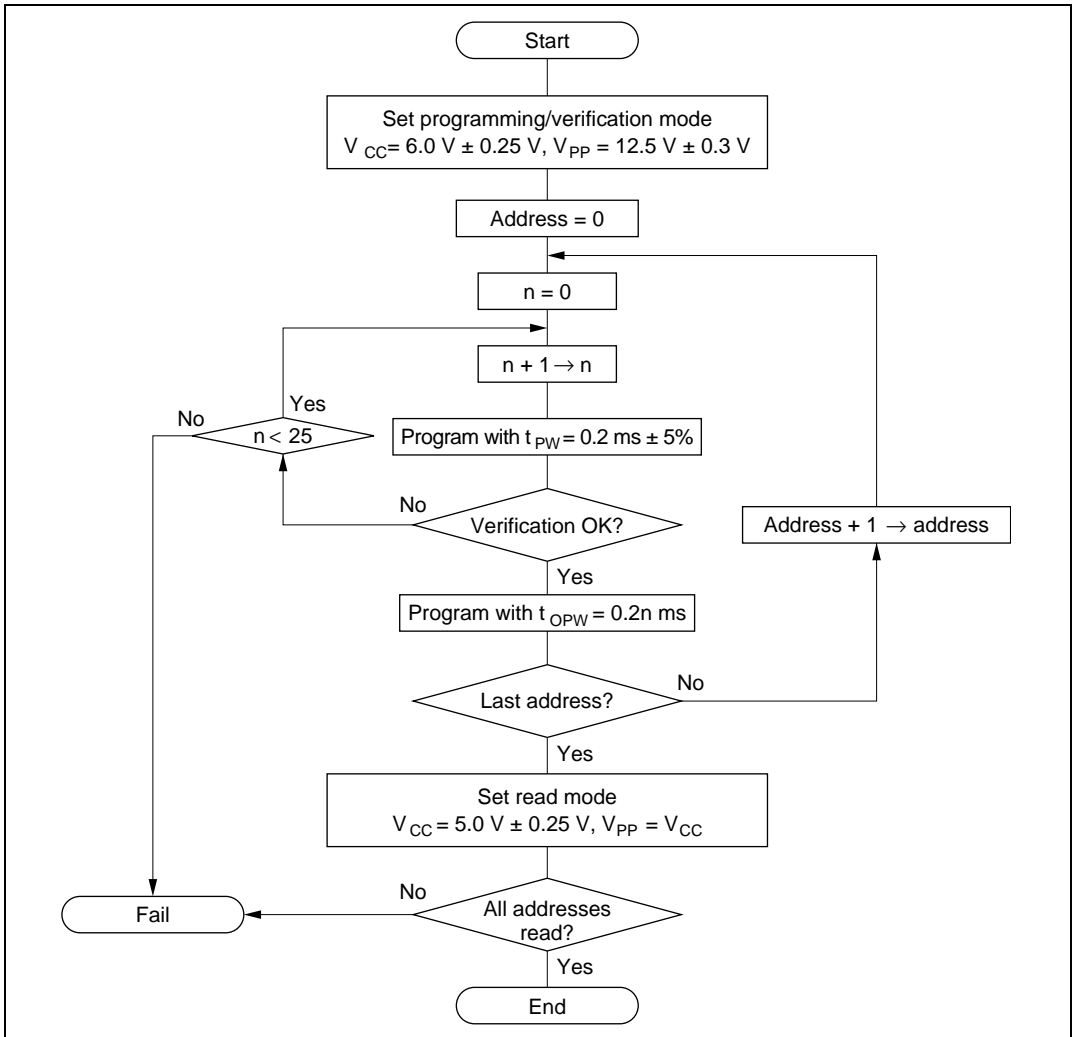 Start
Set programming/verification mode
V CC = 6.0 V ± 0.25 V, V PP = 12.5 V ± 0.3 V
Address = 0
n = 0
n + 1 → n
Yes
No
n < 25
Program with t PW = 0.2 ms ± 5%
No
Verification OK?
Address + 1 → address
Yes
Program with t OPW = 0.2n ms
Last address?
No
Yes
Set read mode
V CC = 5.0 V ± 0.25 V, V PP = V CC
No
All addresses
read?
Fail
Yes
End